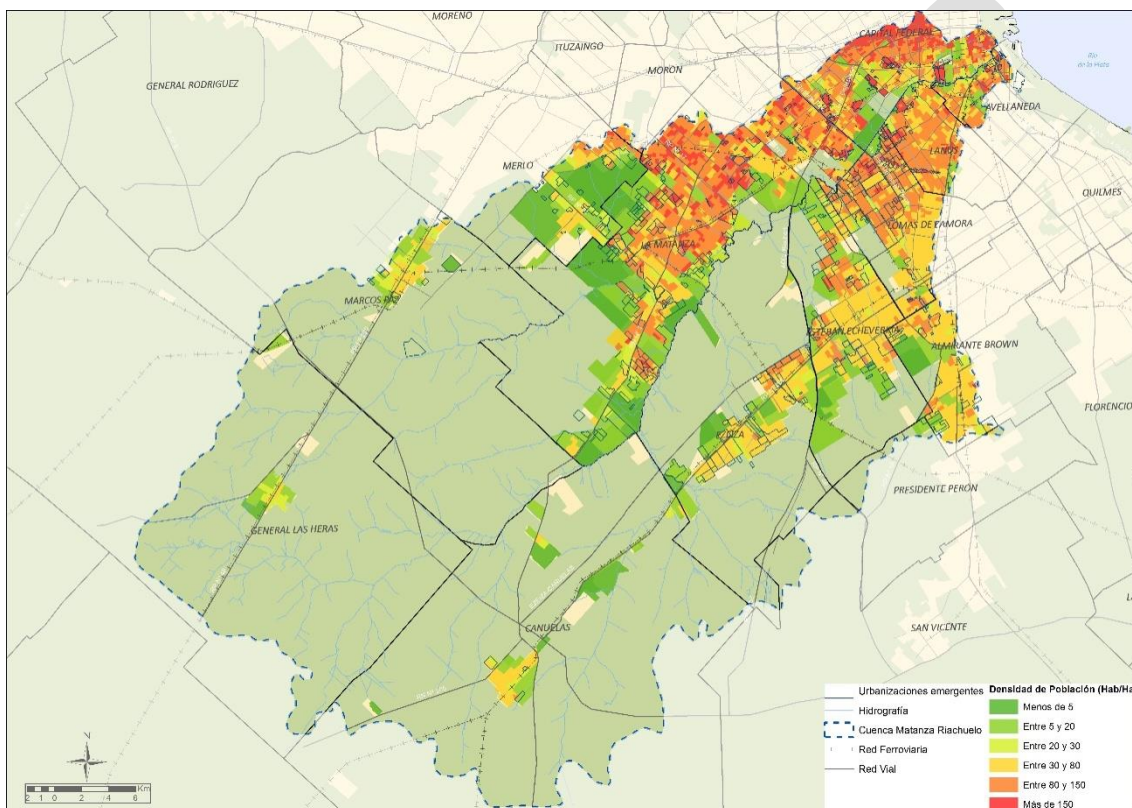 MORENO
CAPITAL FEDERAL
ITUZAINGO
Río
de la Plata
MORON
GENERAL RODRIGUEZ
AVELLANEDA
LANUS
MERLO
QUILMES
LOMAS DE ZAMORA
LA MATANZA
MARCOS PAZ
ESTEBAN ECHEVERRIA
ALMIRANTE BROWN
FLORENCIO
EZEIZA
PRESIDENTE PERON
GENERAL LAS HERAS
CAÑUELAS
SAN VICENTE
Urbanizaciones emergentes
Hidrografía
Cuenca Matanza Riachuelo
Red Ferroviaria
Red Vial
Densidad de Población (Hab/Ha
Menos de 5
Entre 5 y 20
Entre 20 y 30
Entre 30 y 80
Entre 80 y 150
Más de 150
N
2 1 0 2 4 6
Km